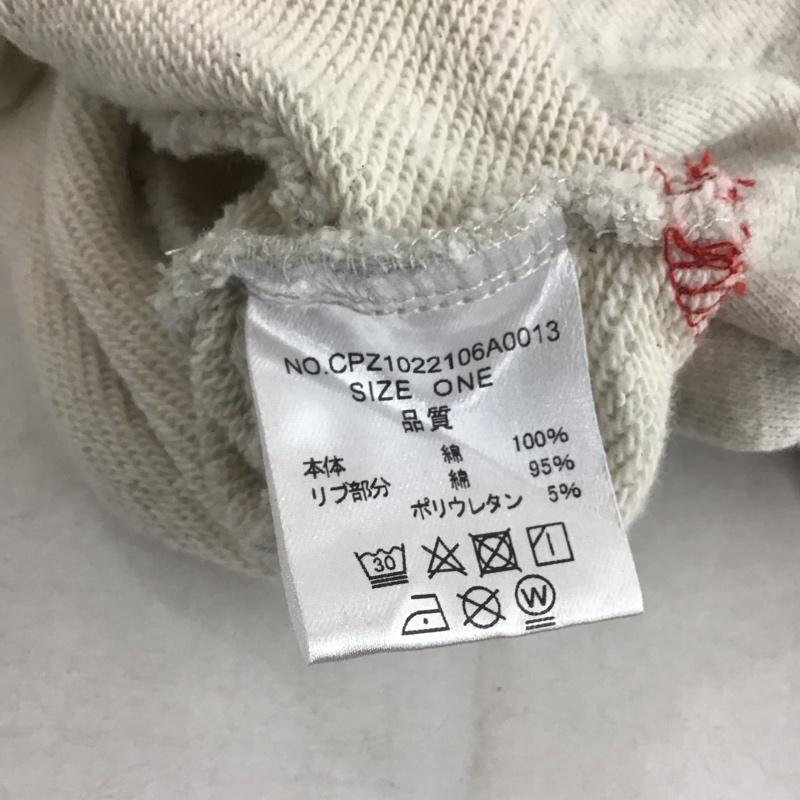 NO.CPZ1022106A0013
SIZE ONE
品質
本体 綿 100%
リブ部分 綿 95%
ポリウレタン 5%
30
W